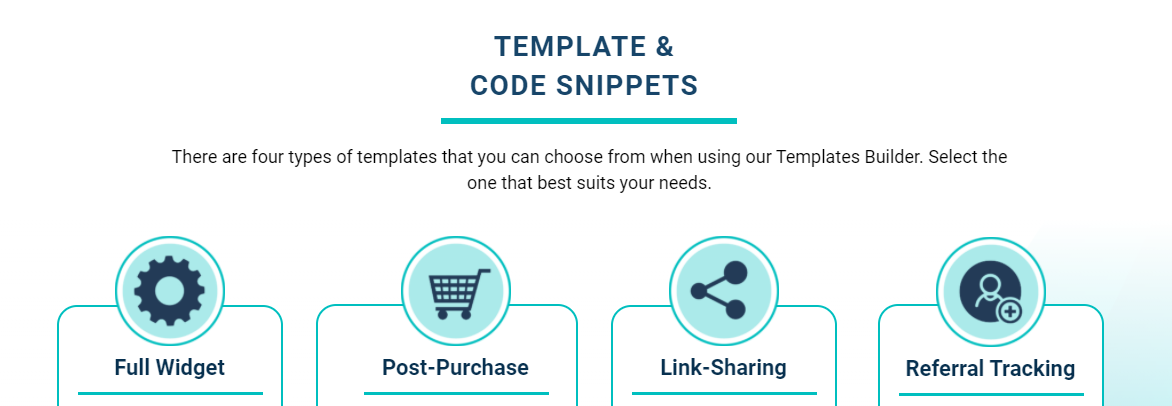 TEMPLATE &
CODE SNIPPETS
There are four types of templates that you can choose from when using our Templates Builder. Select the
one that best suits your needs.
Full Widget
Post-Purchase
Link-Sharing
Referral Tracking